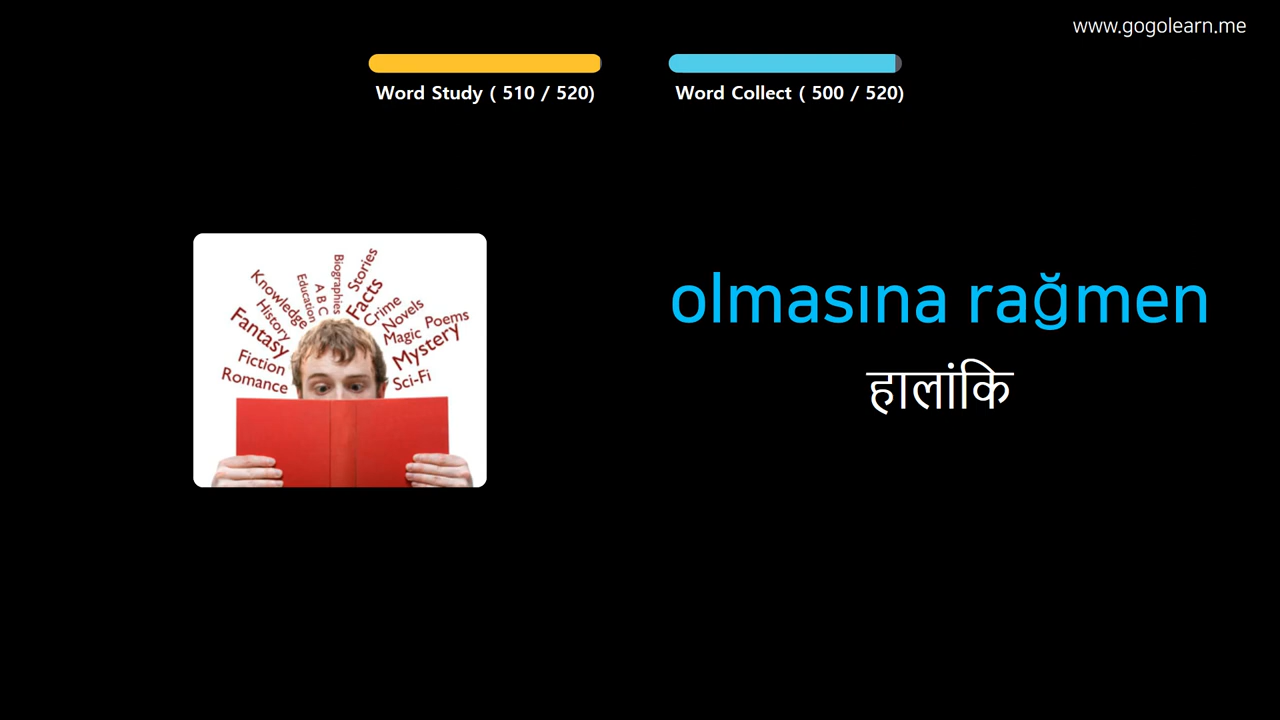 www.gogolearn.me
Word Study ( 510 / 520)
Word Collect ( 500 / 520)
Stories
Biographies
Facts
Knowledge
Education
A B C
Crime
History
Novels
Fantasy
Magic
Poems
Mystery
Fiction
Romance
Sci-Fi
olmasına rağmen
हालांकि